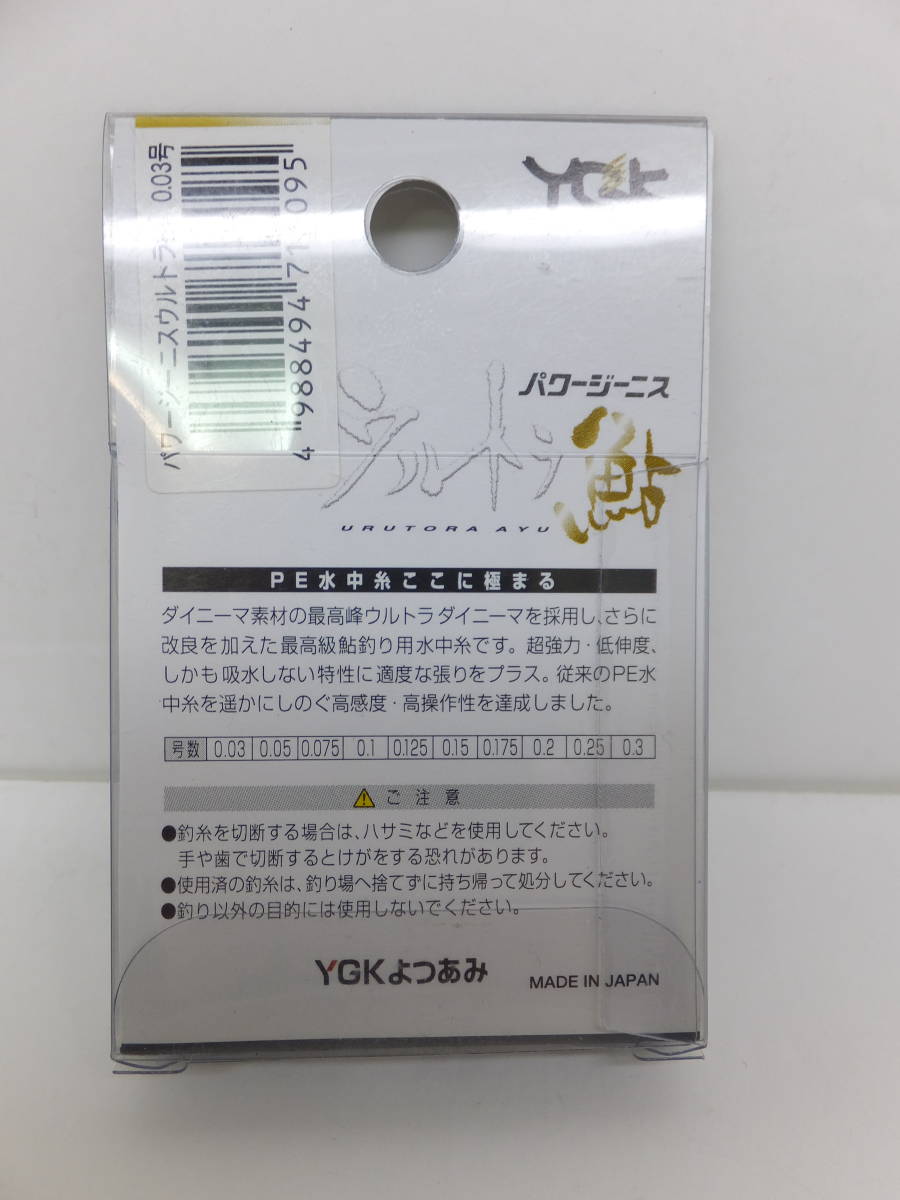 パワージーニスウルトラ 0.03号
パワージーニス
ウルトラ鮎
URUTORA AYU
PE水中糸ここに極まる
ダイニーマ素材の最高峰ウルトラダイニーマを採用し、さらに
改良を加えた最高級鮎釣り用水中糸です。超強力・低伸度、
しかも吸水しない特性に適度な張りをプラス。従来のPE水
中糸を遥かにしのぐ高感度・高操作性を達成しました。
号数 0.03 0.05 0.075 0.1 0.125 0.15 0.175 0.2 0.25 0.3
ご注意
●釣糸を切断する場合は、ハサミなどを使用してください。
手や歯で切断するとけがをする恐れがあります。
●使用済の釣糸は、釣り場へ捨てずに持ち帰って処分してください。
●釣り以外の目的には使用しないでください。
YGKよつあみ
MADE IN JAPAN